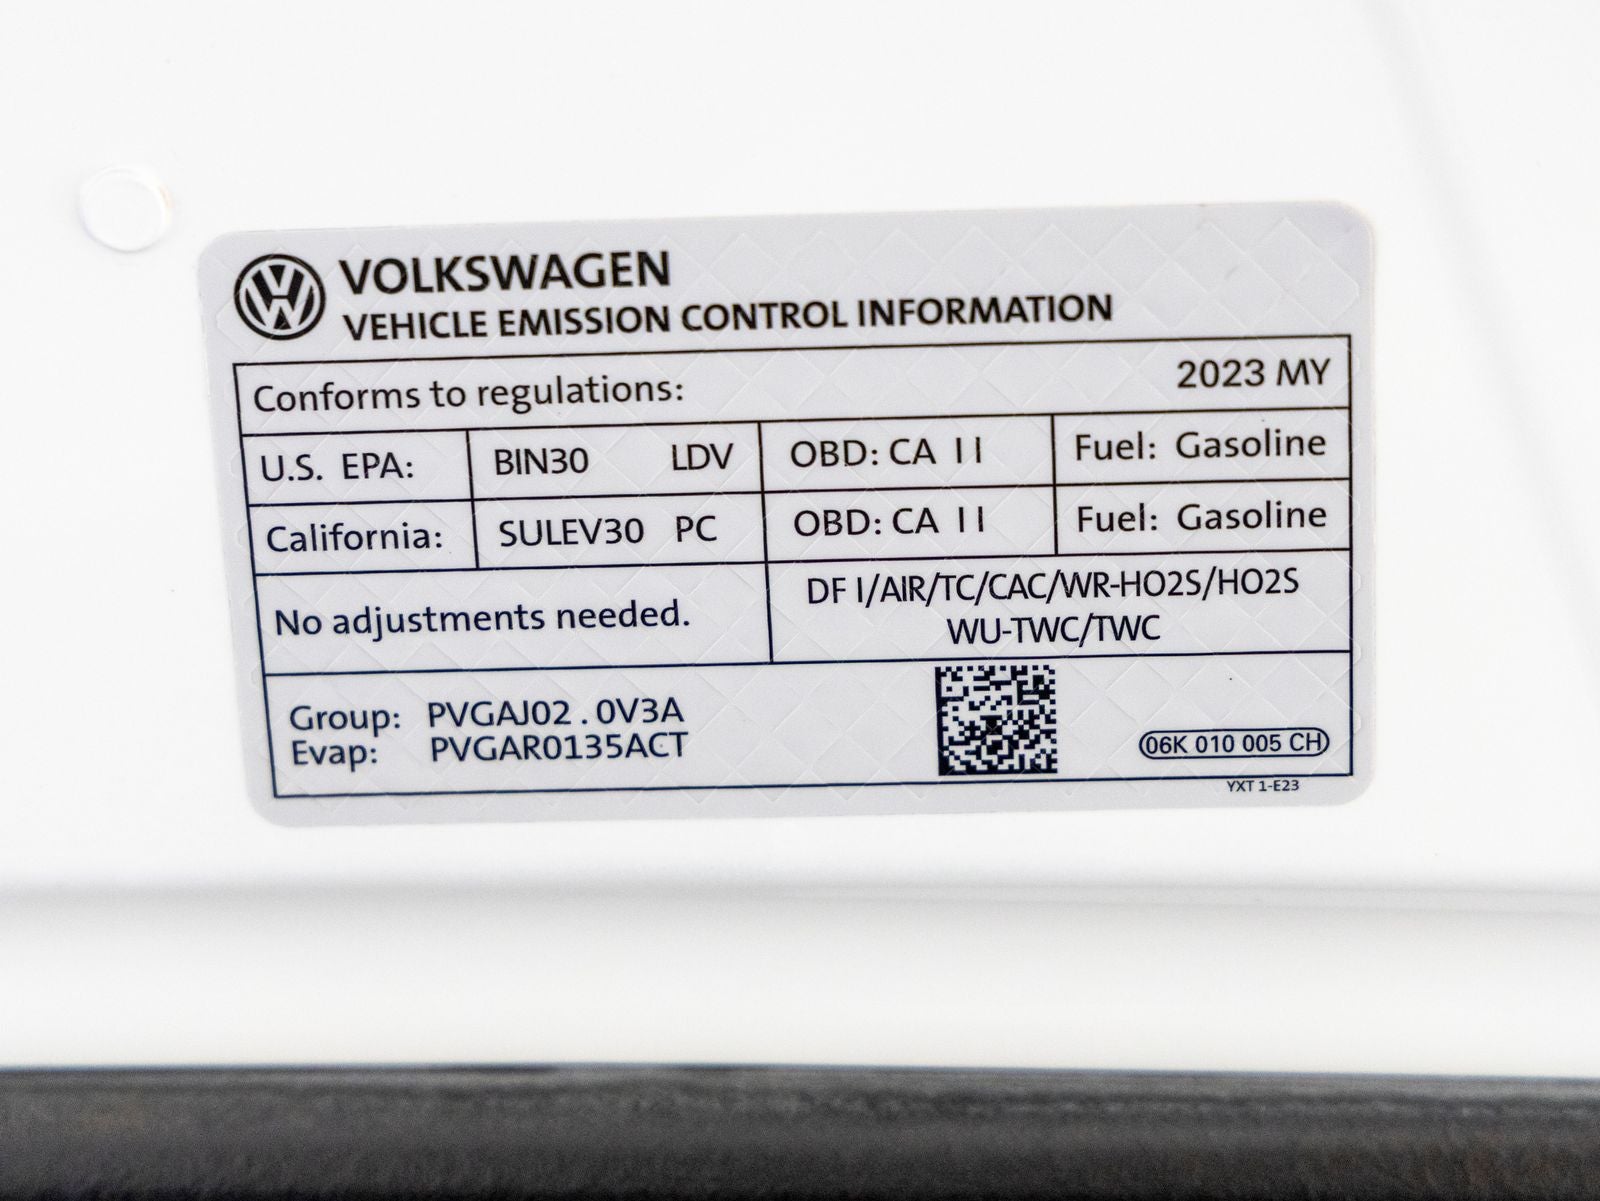 VOLKSWAGEN
VEHICLE EMISSION CONTROL INFORMATION
Conforms to regulations: 2023 MY
U.S. EPA: BIN30 LDV OBD: CA II Fuel: Gasoline
California: SULEV30 PC OBD: CA II Fuel: Gasoline
No adjustments needed.
DFI/AIR/TC/CAC/WR-HO2S/HO2S
WU-TWC/TWC
Group: PVGAJ02.0V3A
Evap: PVGAR0135ACT
06K 010 005 CH
YXT 1-E23